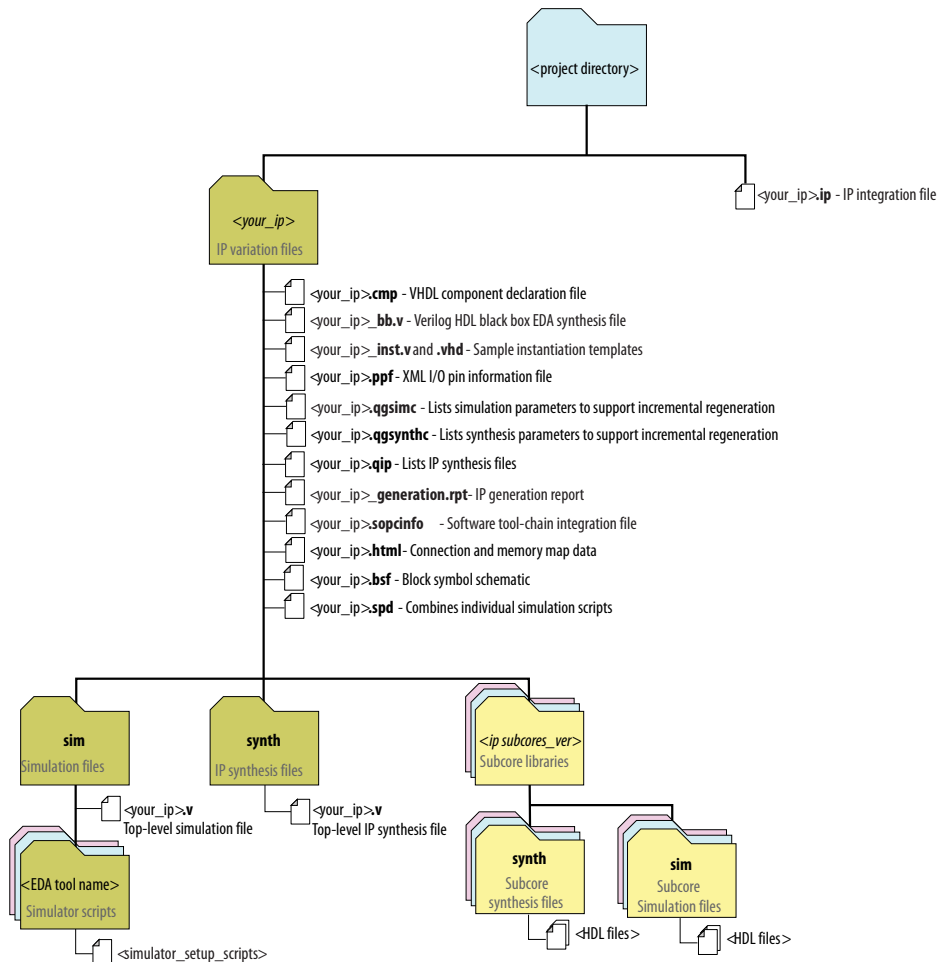 <project directory>
<your_ip>.ip - IP integration file
<your_ip>
IP variation files
<your_ip>.cmp - VHDL component declaration file
<your_ip>_bb.v - Verilog HDL black box EDA synthesis file
<your_ip>_inst.v and .vhd - Sample instantiation templates
<your_ip>.ppf - XML I/O pin information file
<your_ip>.qgsimc - Lists simulation parameters to support incremental regeneration
<your_ip>.qgsynthc - Lists synthesis parameters to support incremental regeneration
<your_ip>.qip - Lists IP synthesis files
<your_ip>_generation.rpt- IP generation report
<your_ip>.sopcinfo - Software tool-chain integration file
<your_ip>.html- Connection and memory map data
<your_ip>.bsf - Block symbol schematic
<your_ip>.spd - Combines individual simulation scripts
sim
Simulation files
<your_ip>.v
Top-level simulation file
<EDA tool name>
Simulator scripts
<simulator_setup_scripts>
synth
IP synthesis files
<your_ip>.v
Top-level IP synthesis file
<ip subcores_ver>
Subcore libraries
synth
Subcore
synthesis files
<HDL files>
sim
Subcore
Simulation files
<HDL files>